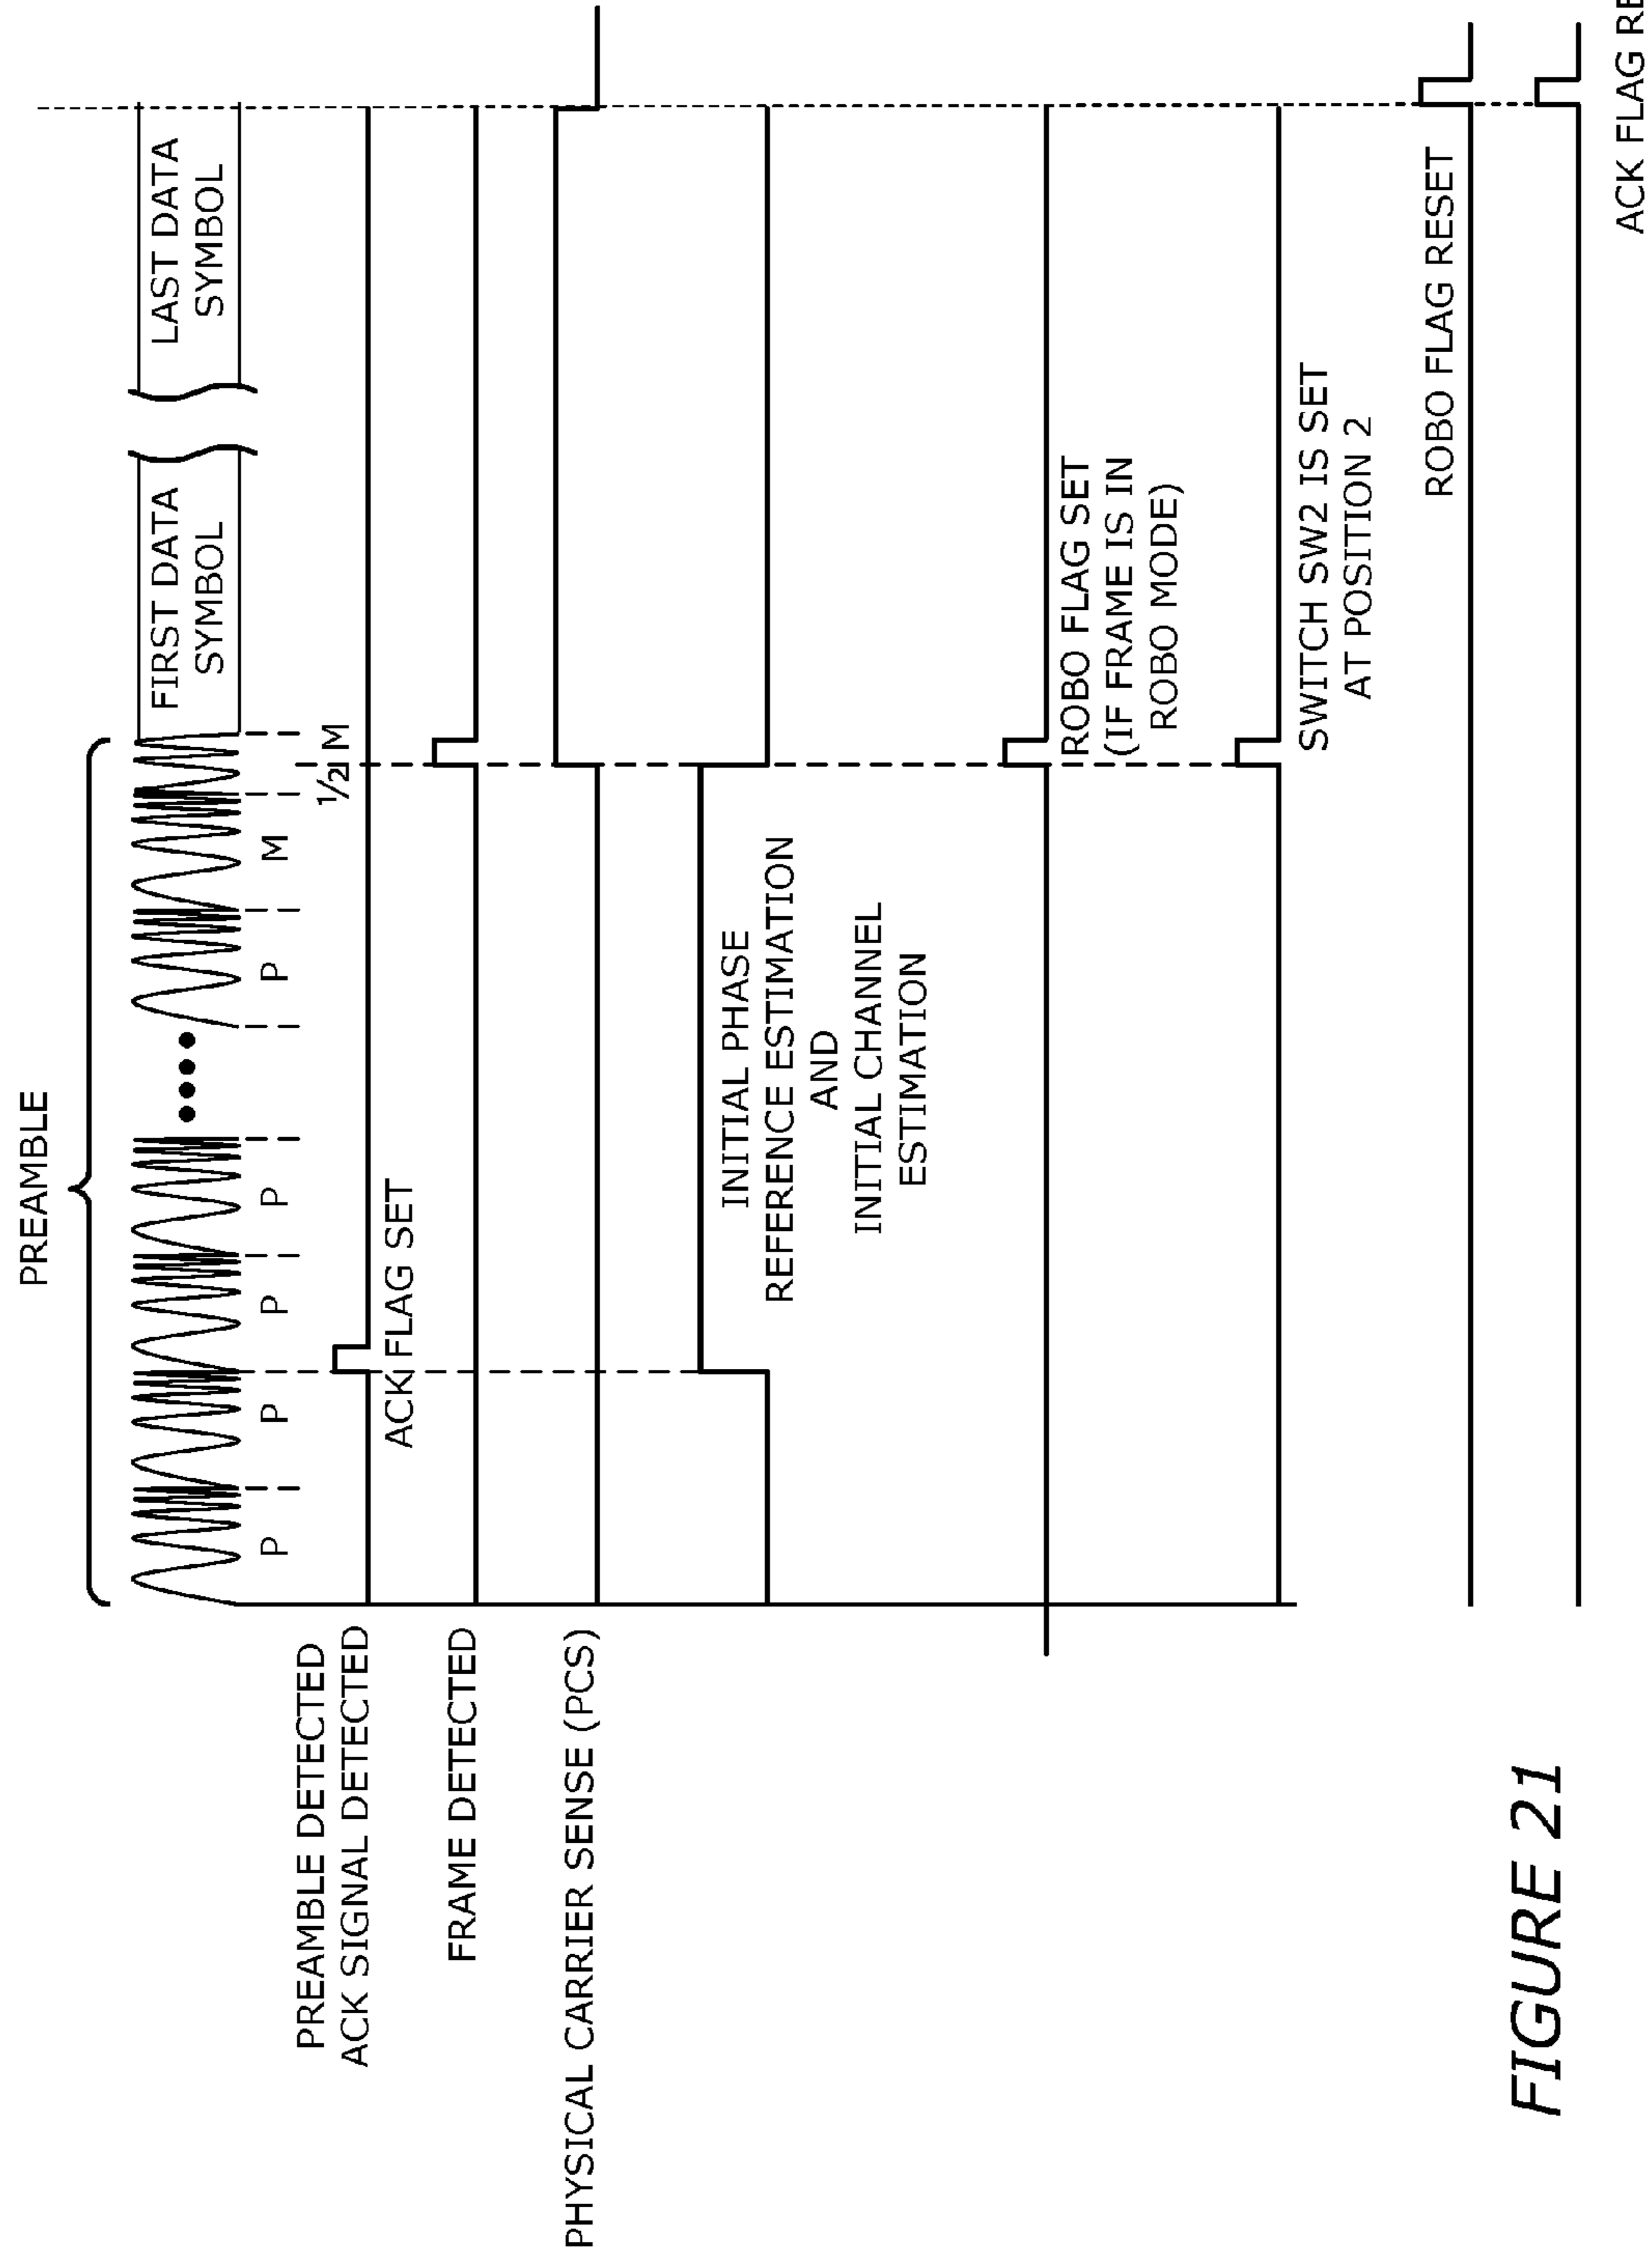 PREAMBLE
FIRST DATA
SYMBOL
LAST DATA
SYMBOL
P P P P P M ½ M
PREAMBLE DETECTED
ACK SIGNAL DETECTED
ACK FLAG SET
FRAME DETECTED
PHYSICAL CARRIER SENSE (PCS)
INITIAL PHASE
REFERENCE ESTIMATION
AND
INITIAL CHANNEL
ESTIMATION
ROBO FLAG SET
(IF FRAME IS IN
ROBO MODE)
SWITCH SW2 IS SET
AT POSITION 2
ROBO FLAG RESET
ACK FLAG
FIGURE 21